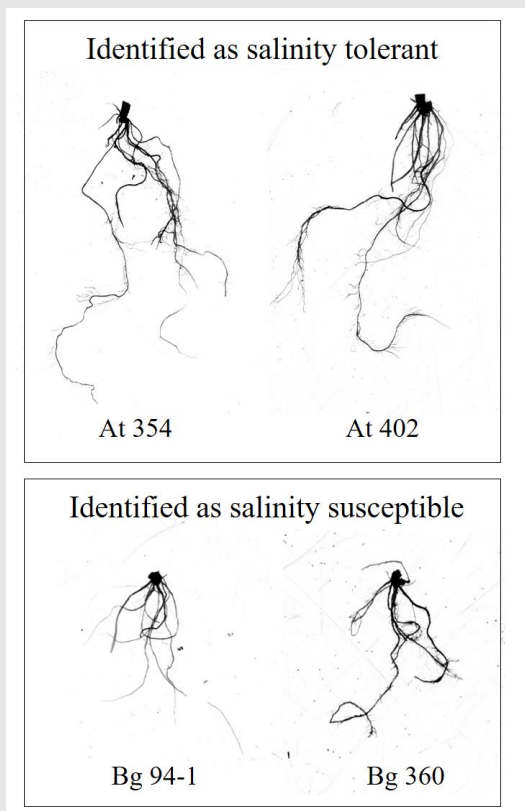 Identified as salinity tolerant
At 354 At 402
Identified as salinity susceptible
Bg 94-1 Bg 360